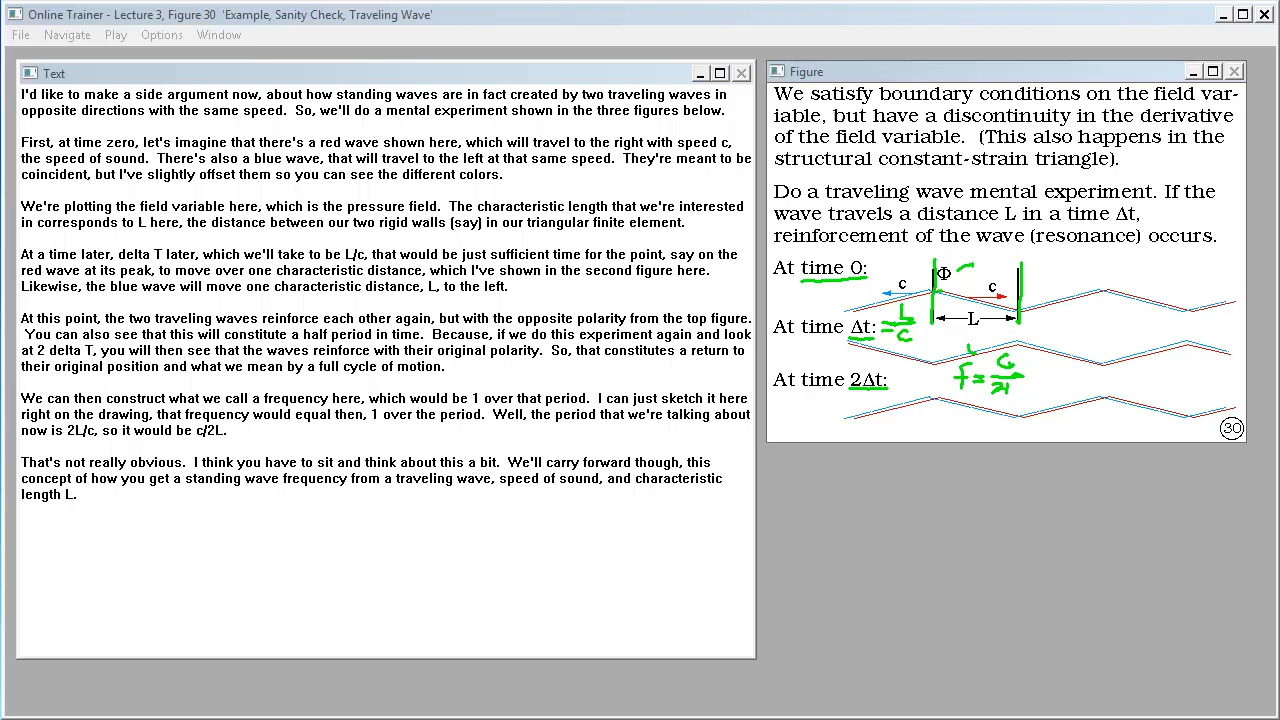 Online Trainer - Lecture 3, Figure 30  'Example, Sanity Check, Traveling Wave'
File Navigate Play Options Window
Text
I'd like to make a side argument now, about how standing waves are in fact created by two traveling waves in
opposite directions with the same speed.  So, we'll do a mental experiment shown in the three figures below.
First, at time zero, let's imagine that there's a red wave shown here, which will travel to the right with speed c,
the speed of sound.  There's also a blue wave, that will travel to the left at that same speed.  They're meant to be
coincident, but I've slightly offset them so you can see the different colors.
We're plotting the field variable here, which is the pressure field.  The characteristic length that we're interested
in corresponds to L here, the distance between our two rigid walls (say) in our triangular finite element.
At a time later, delta T later, which we'll take to be L/c, that would be just sufficient time for the point, say on the
red wave at its peak, to move over one characteristic distance, which I've shown in the second figure here.
Likewise, the blue wave will move one characteristic distance, L, to the left.
At this point, the two traveling waves reinforce each other again, but with the opposite polarity from the top figure.
You can also see that this will constitute a half period in time.  Because, if we do this experiment again and look
at 2 delta T, you will then see that the waves reinforce with their original polarity.  So, that constitutes a return to
their original position and what we mean by a full cycle of motion.
We can then construct what we call a frequency here, which would be 1 over that period.  I can just sketch it here
right on the drawing, that frequency would equal then, 1 over the period.  Well, the period that we're talking about
now is 2L/c, so it would be c/2L.
That's not really obvious.  I think you have to sit and think about this a bit.  We'll carry forward though, this
concept of how you get a standing wave frequency from a traveling wave, speed of sound, and characteristic
length L.
Figure
We satisfy boundary conditions on the field var-
iable, but have a discontinuity in the derivative
of the field variable.  (This also happens in the
structural constant-strain triangle).
Do a traveling wave mental experiment. If the
wave travels a distance L in a time Δt,
reinforcement of the wave (resonance) occurs.
At time 0:
Φ
c c
L
At time Δt: = L/C
f = C/2
At time 2Δt:
30